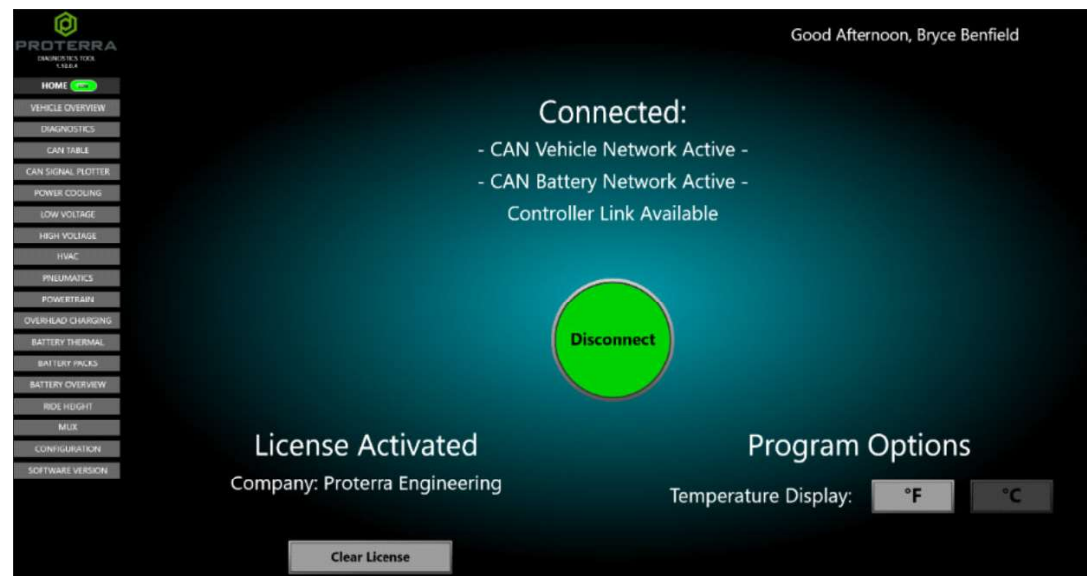 PROTERRA
DIAGNOSTICS TOOL
HOME
VEHICLE OVERVIEW
DIAGNOSTICS
CAN TABLE
CAN SIGNAL PLOTTER
POWER COOLING
LOW VOLTAGE
HIGH VOLTAGE
HVAC
PNEUMATICS
POWERTRAIN
OVERHEAD CHARGING
BATTERY THERMAL
BATTERY PACKS
BATTERY OVERVIEW
RIDE HEIGHT
MUX
CONFIGURATION
SOFTWARE VERSION
Good Afternoon, Bryce Benfield
Connected:
- CAN Vehicle Network Active -
- CAN Battery Network Active -
Controller Link Available
Disconnect
License Activated
Company: Proterra Engineering
Clear License
Program Options
Temperature Display: °F °C